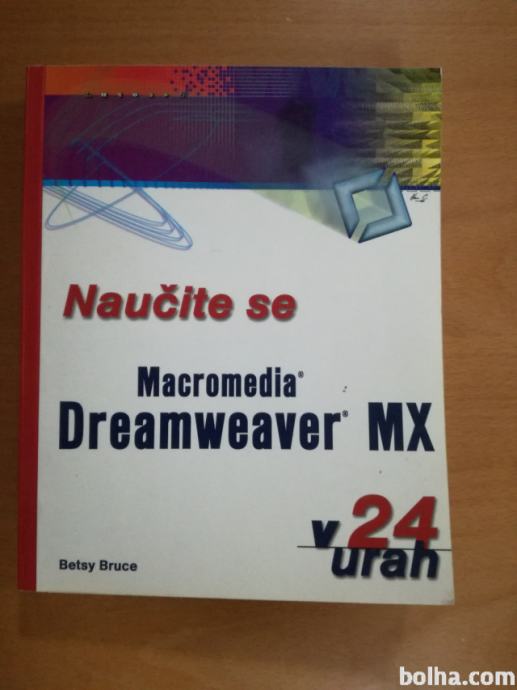 Naučite se
Macromedia®
Dreamweaver® MX
v 24
urah
Betsy Bruce
bolha.com